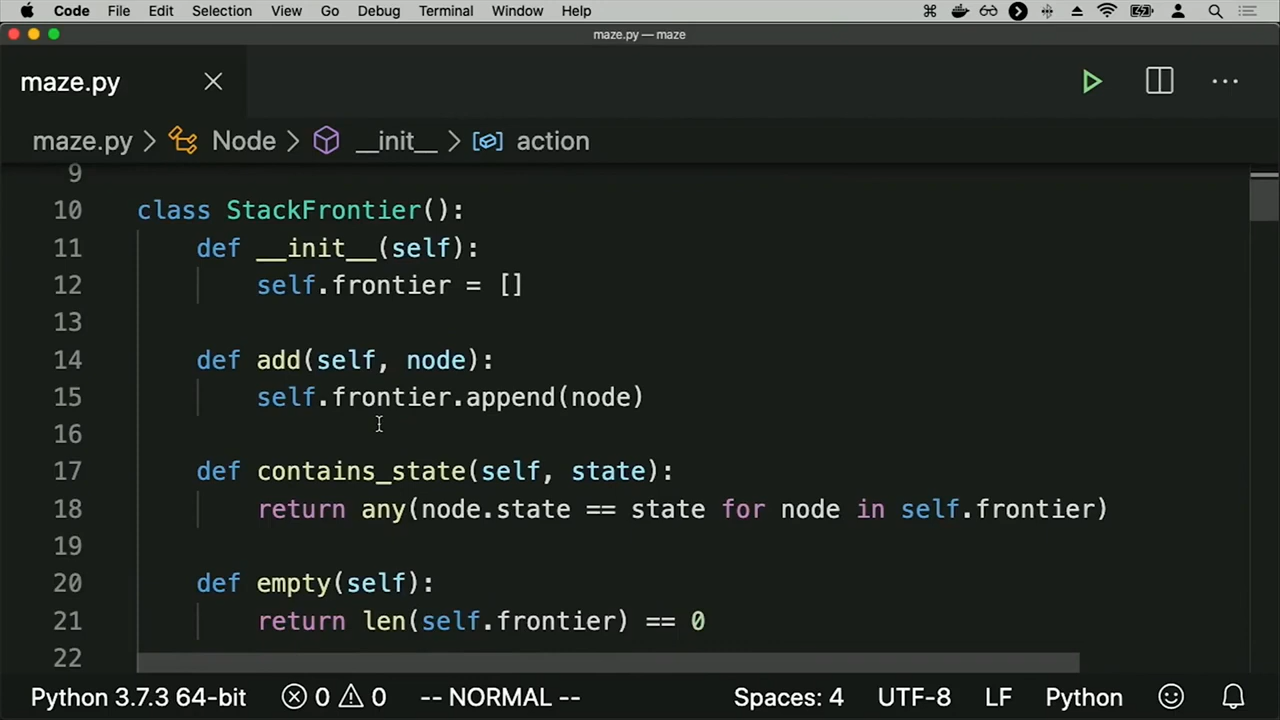 Code File Edit Selection View Go Debug Terminal Window Help
maze.py — maze
maze.py
maze.py > Node > __init__ > action
9
10 class StackFrontier():
11 def __init__(self):
12 self.frontier = []
13
14 def add(self, node):
15 self.frontier.append(node)
16
17 def contains_state(self, state):
18 return any(node.state == state for node in self.frontier)
19
20 def empty(self):
21 return len(self.frontier) == 0
22
Python 3.7.3 64-bit 0 0 -- NORMAL -- Spaces: 4 UTF-8 LF Python